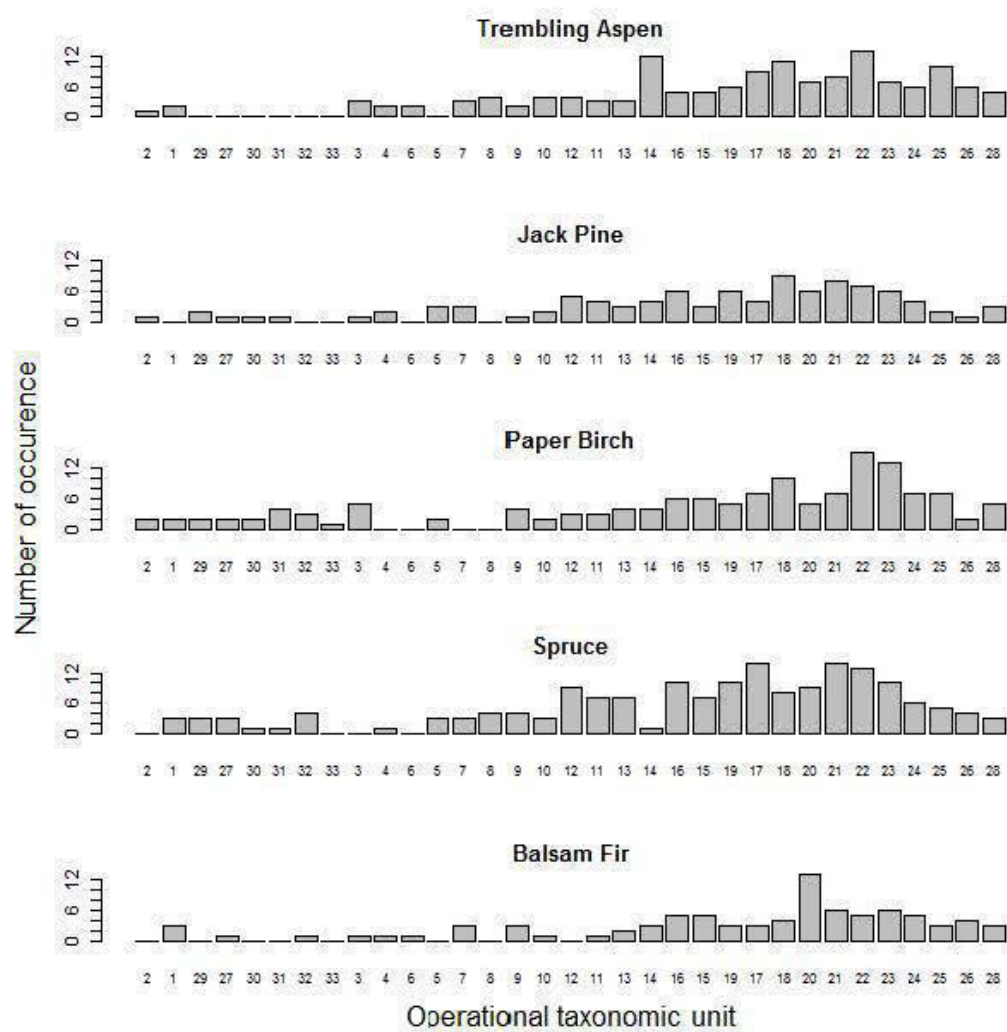 Trembling Aspen
12
6
0
2 1 29 27 30 31 32 33 3 4 6 5 7 8 9 10 12 11 13 14 16 15 19 17 18 20 21 22 23 24 25 26 28
Jack Pine
12
6
0
2 1 29 27 30 31 32 33 3 4 6 5 7 8 9 10 12 11 13 14 16 15 19 17 18 20 21 22 23 24 25 26 28
Number of occurence
Paper Birch
12
6
0
2 1 29 27 30 31 32 33 3 4 6 5 7 8 9 10 12 11 13 14 16 15 19 17 18 20 21 22 23 24 25 26 28
Spruce
12
6
0
2 1 29 27 30 31 32 33 3 4 6 5 7 8 9 10 12 11 13 14 16 15 19 17 18 20 21 22 23 24 25 26 28
Balsam Fir
12
6
0
2 1 29 27 30 31 32 33 3 4 6 5 7 8 9 10 12 11 13 14 16 15 19 17 18 20 21 22 23 24 25 26 28
Operational taxonomic unit